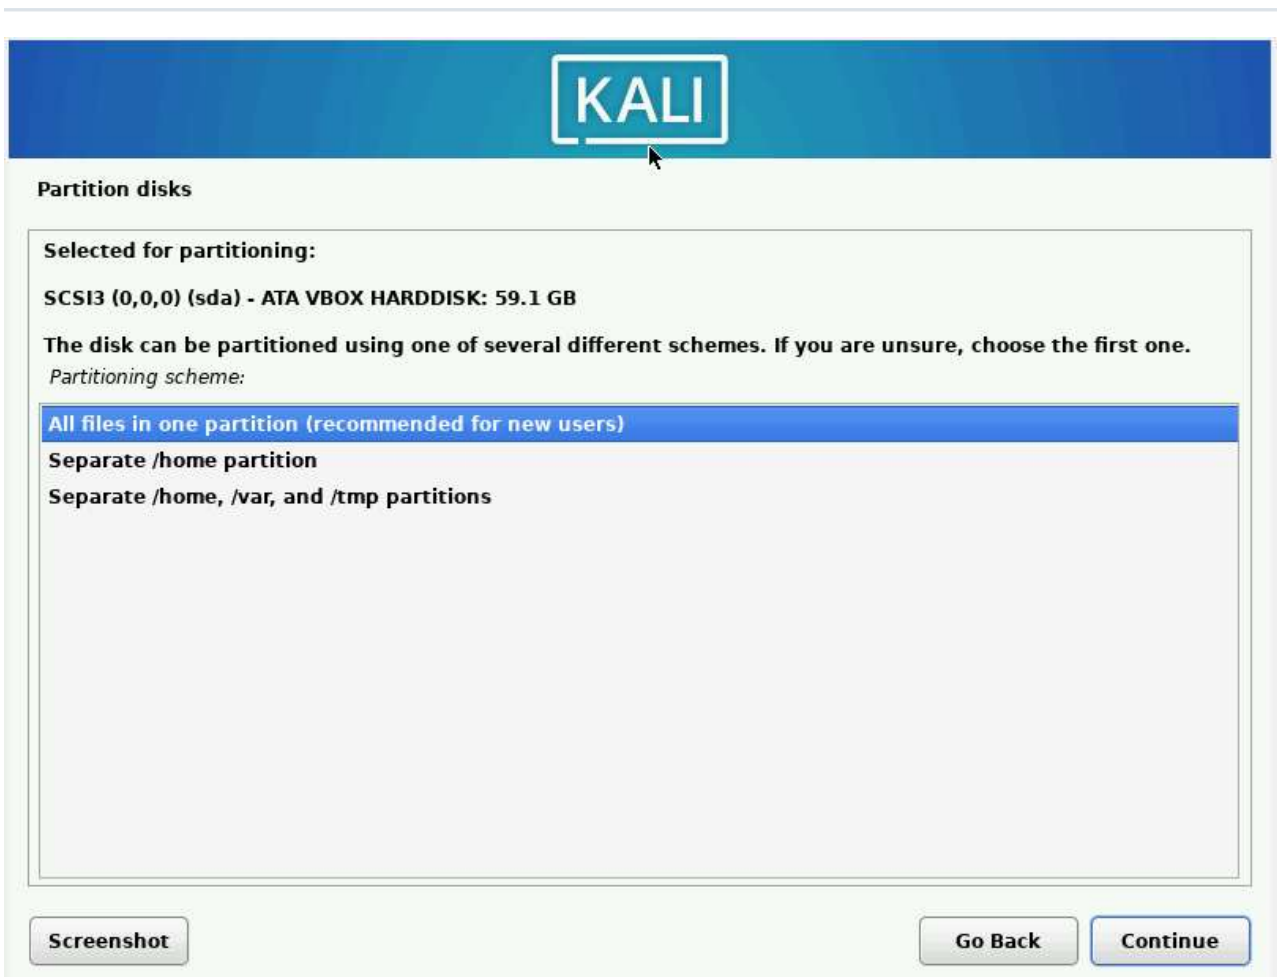 KALI
Partition disks
Selected for partitioning:
SCSI3 (0,0,0) (sda) - ATA VBOX HARDDISK: 59.1 GB
The disk can be partitioned using one of several different schemes. If you are unsure, choose the first one.
Partitioning scheme:
All files in one partition (recommended for new users)
Separate /home partition
Separate /home, /var, and /tmp partitions
Screenshot
Go Back
Continue